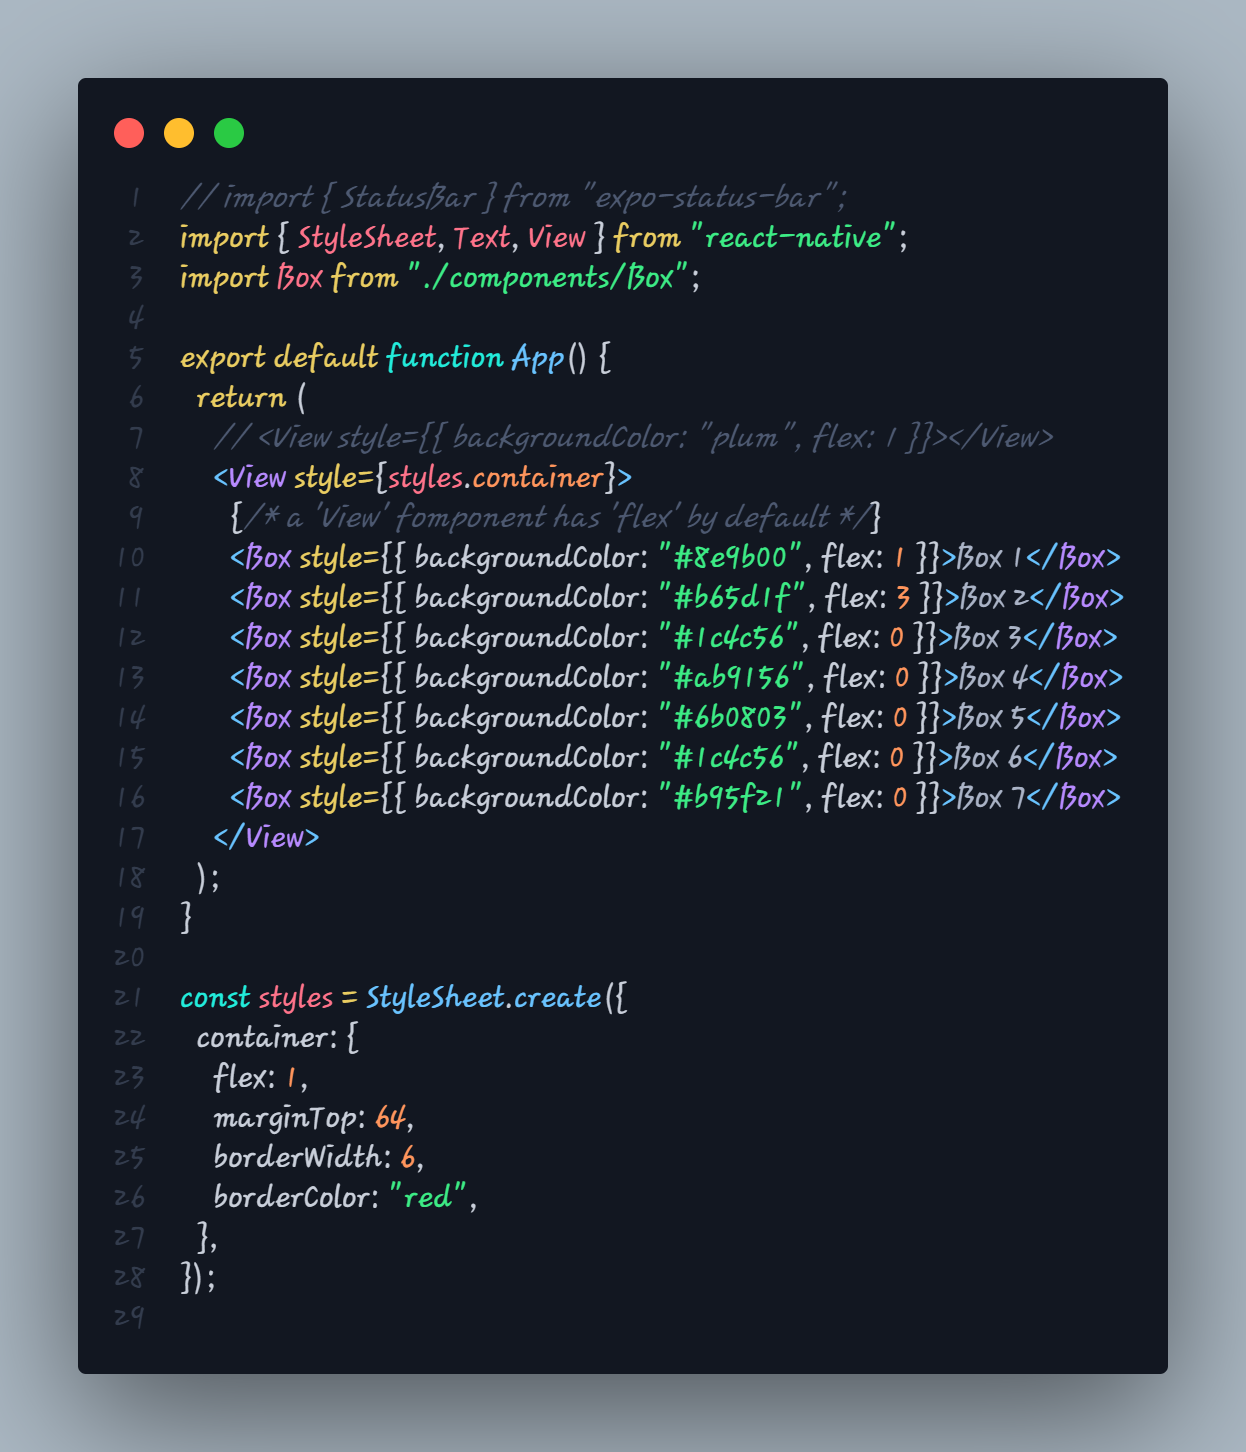 1 // import { StatusBar } from "expo-status-bar";
2 import { StyleSheet, Text, View } from "react-native";
3 import Box from "./components/Box";
4
5 export default function App() {
6   return (
7     // <View style={{ backgroundColor: "plum", flex: 1 }}></View>
8     <View style={styles.container}>
9       {/* a 'View' fomponent has 'flex' by default */}
10       <Box style={{ backgroundColor: "#8e9b00", flex: 1 }}>Box 1</Box>
11       <Box style={{ backgroundColor: "#b65d1f", flex: 3 }}>Box 2</Box>
12       <Box style={{ backgroundColor: "#1c4c56", flex: 0 }}>Box 3</Box>
13       <Box style={{ backgroundColor: "#ab9156", flex: 0 }}>Box 4</Box>
14       <Box style={{ backgroundColor: "#6b0803", flex: 0 }}>Box 5</Box>
15       <Box style={{ backgroundColor: "#1c4c56", flex: 0 }}>Box 6</Box>
16       <Box style={{ backgroundColor: "#b95f21", flex: 0 }}>Box 7</Box>
17     </View>
18   );
19 }
20
21 const styles = StyleSheet.create({
22   container: {
23     flex: 1,
24     marginTop: 64,
25     borderWidth: 6,
26     borderColor: "red",
27   },
28 });
29